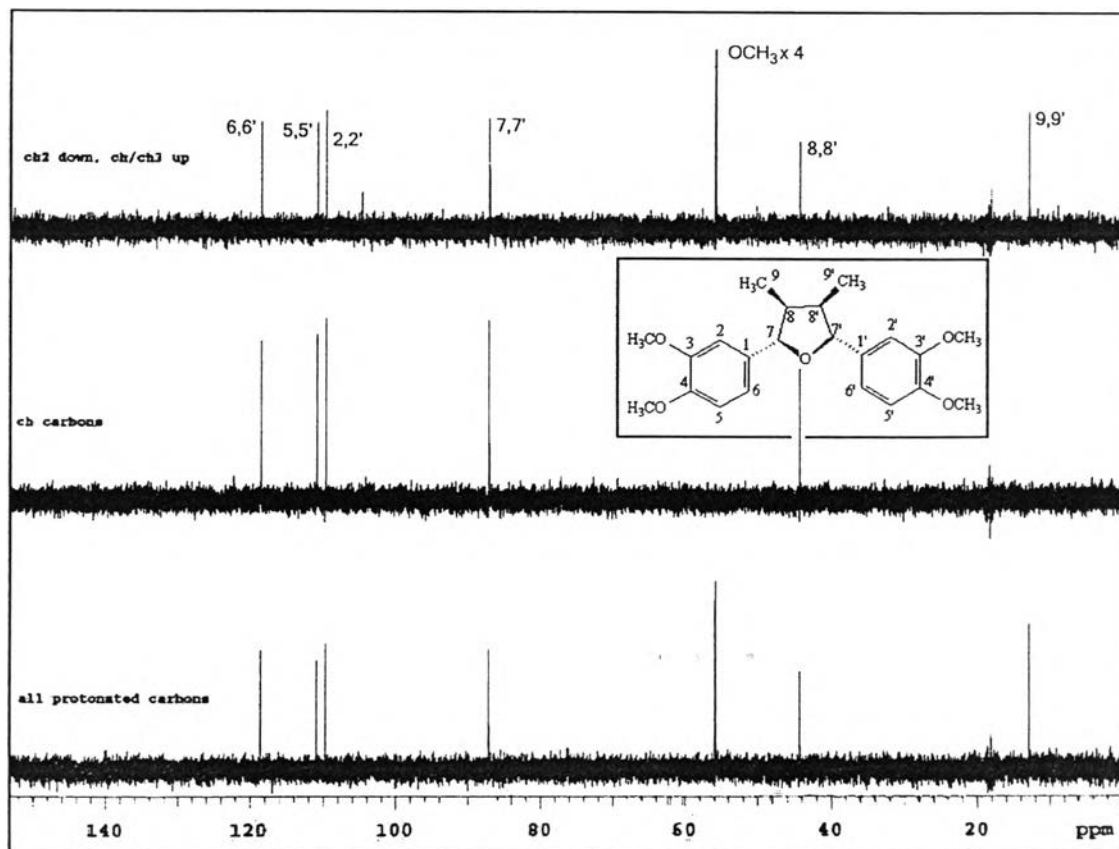 OCH3 x 4
6,6'
5,5'
2,2'
7,7'
8,8'
9,9'
ch2 down, ch/ch3 up
9
9'
H3C
CH3
8
8'
7
7'
2
2'
H3CO
3
1
O
1'
3'
OCH3
H3CO
4
6
6'
4'
OCH3
5
5'
ch carbons
all protonated carbons
140 120 100 80 60 40 20 ppm